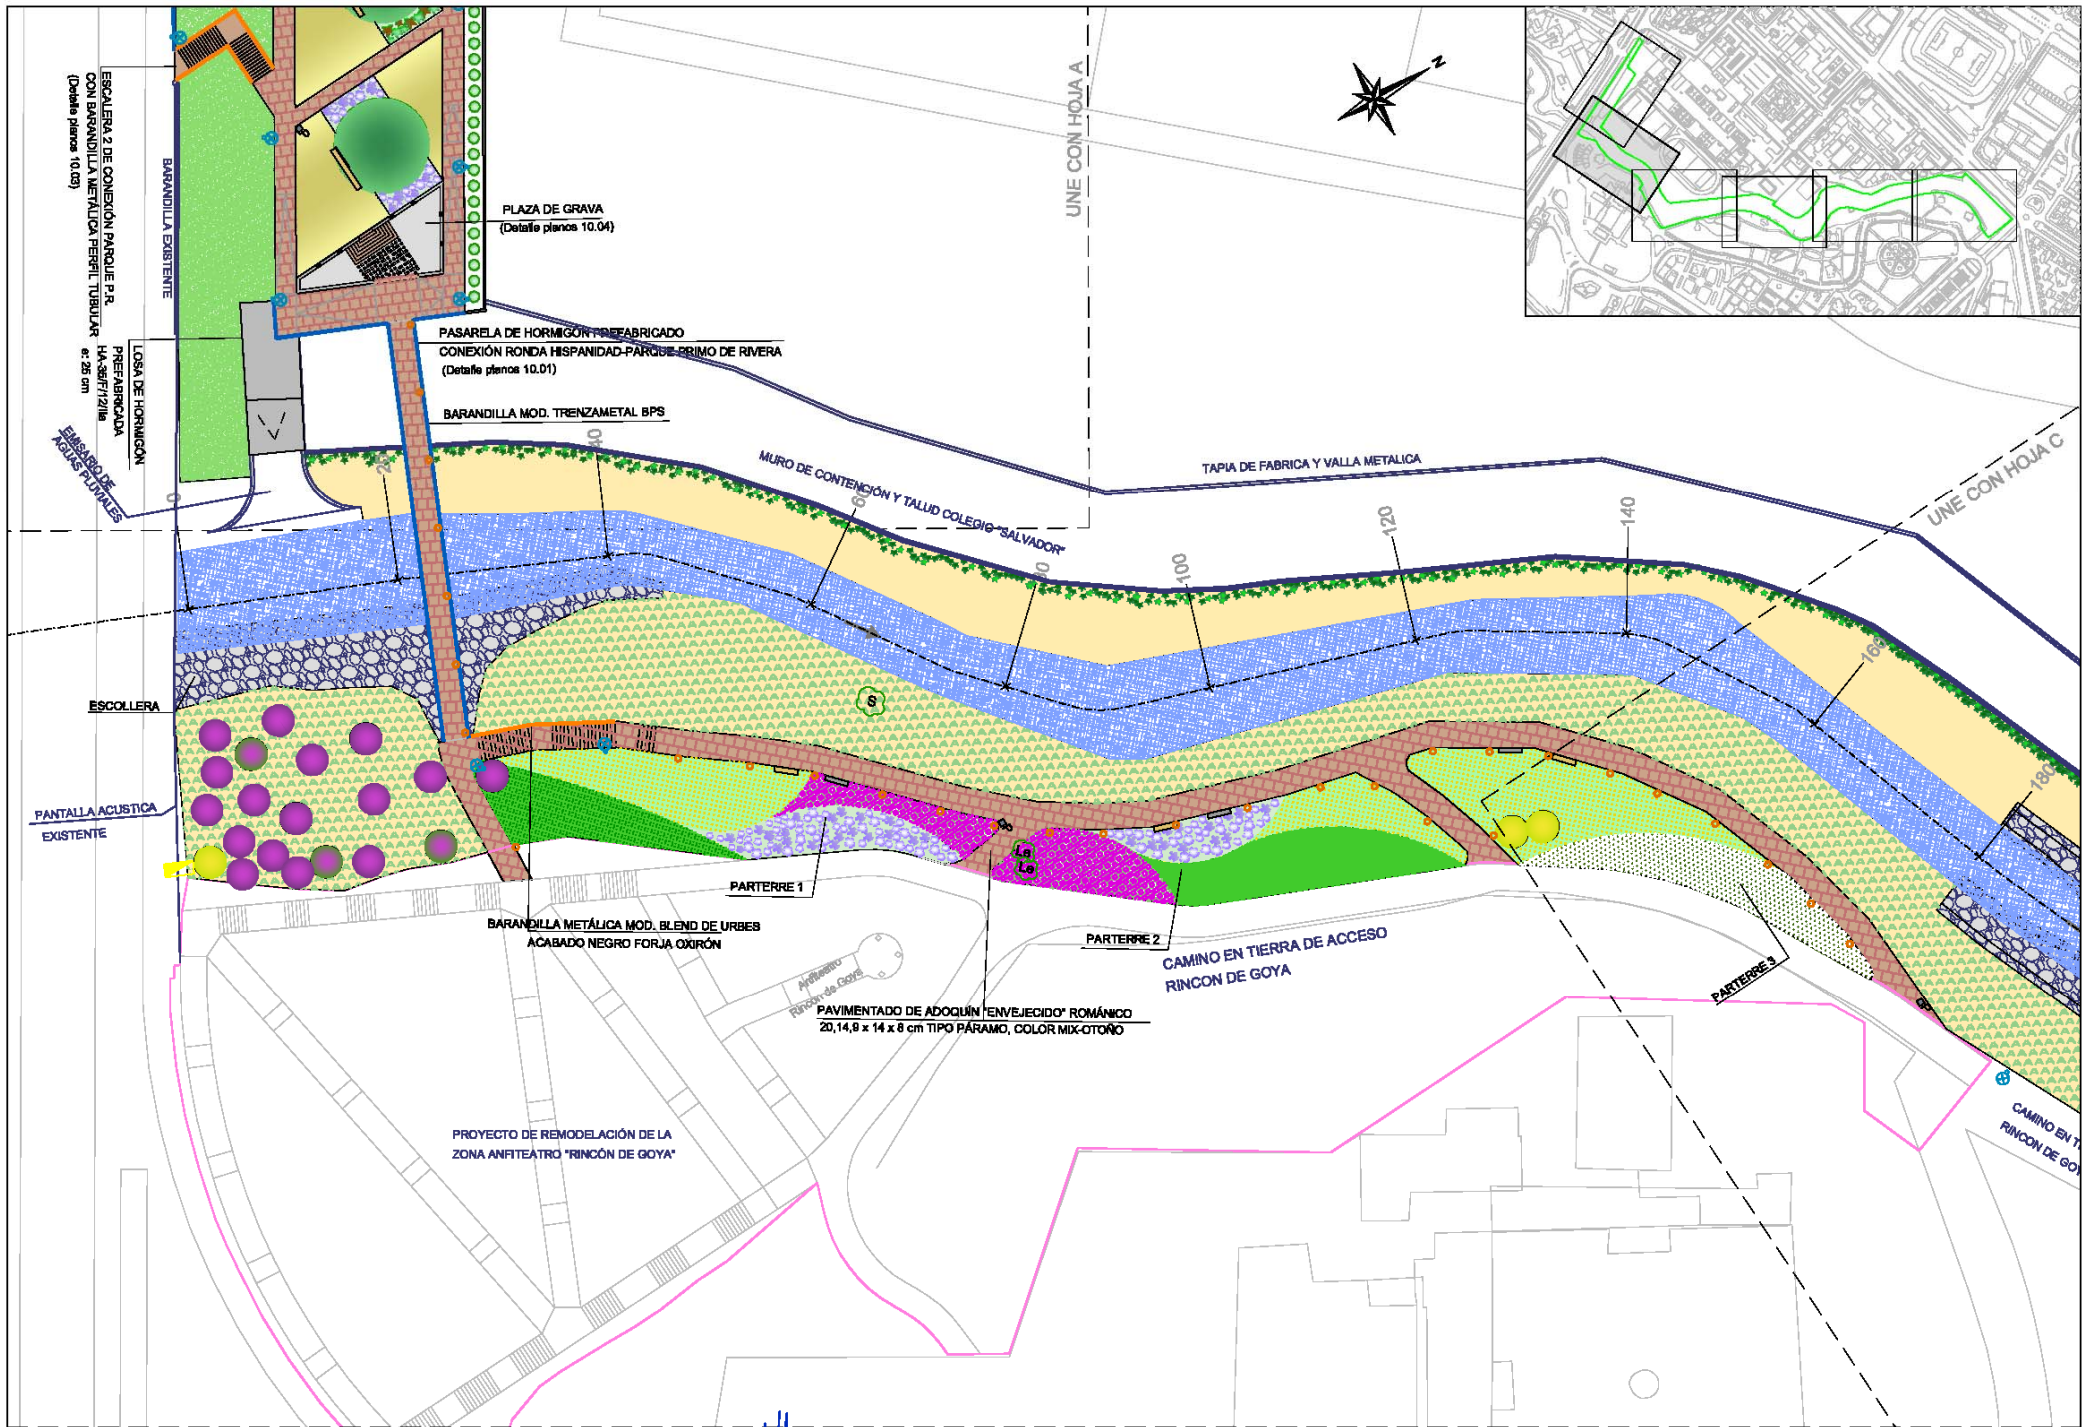 ESCALERA 2 DE CONEXIÓN PARQUE P.R.
CON BARANDILLA METÁLICA PERFIL TUBULAR
(Detalle planos 10.03)
BARANDILLA EXISTENTE
PLAZA DE GRAVA
(Detalle planos 10.04)
UNE CON HOJA A
N
PASARELA DE HORMIGÓN PREFABRICADO
CONEXIÓN RONDA HISPANIDAD-PARQUE PRIMO DE RIVERA
(Detalle planos 10.01)
BARANDILLA MOD. TRENZAMETAL BPS
LOSA DE HORMIGÓN
PREFABRICADA
HA-35/F/12/IIa
e: 25 cm
EMISARIO DE
AGUAS PLUVIALES
MURO DE CONTENCIÓN Y TALUD COLEGIO "SALVADOR"
TAPIA DE FABRICA Y VALLA METALICA
UNE CON HOJA C
0
20
40
60
80
100
120
140
160
180
ESCOLLERA
S
PANTALLA ACUSTICA
EXISTENTE
PARTERRE 1
La
La
BARANDILLA METÁLICA MOD. BLEND DE URBES
ACABADO NEGRO FORJA OXIRÓN
PARTERRE 2
CAMINO EN TIERRA DE ACCESO
RINCON DE GOYA
PARTERRE 3
Anfiteatro
Rincón de Goya
PAVIMENTADO DE ADOQUÍN "ENVEJECIDO" ROMÁNICO
20,14,9 x 14 x 8 cm TIPO PÁRAMO, COLOR MIX-OTOÑO
PROYECTO DE REMODELACIÓN DE LA
ZONA ANFITEATRO "RINCÓN DE GOYA"
CAMINO EN T
RINCON DE GOY